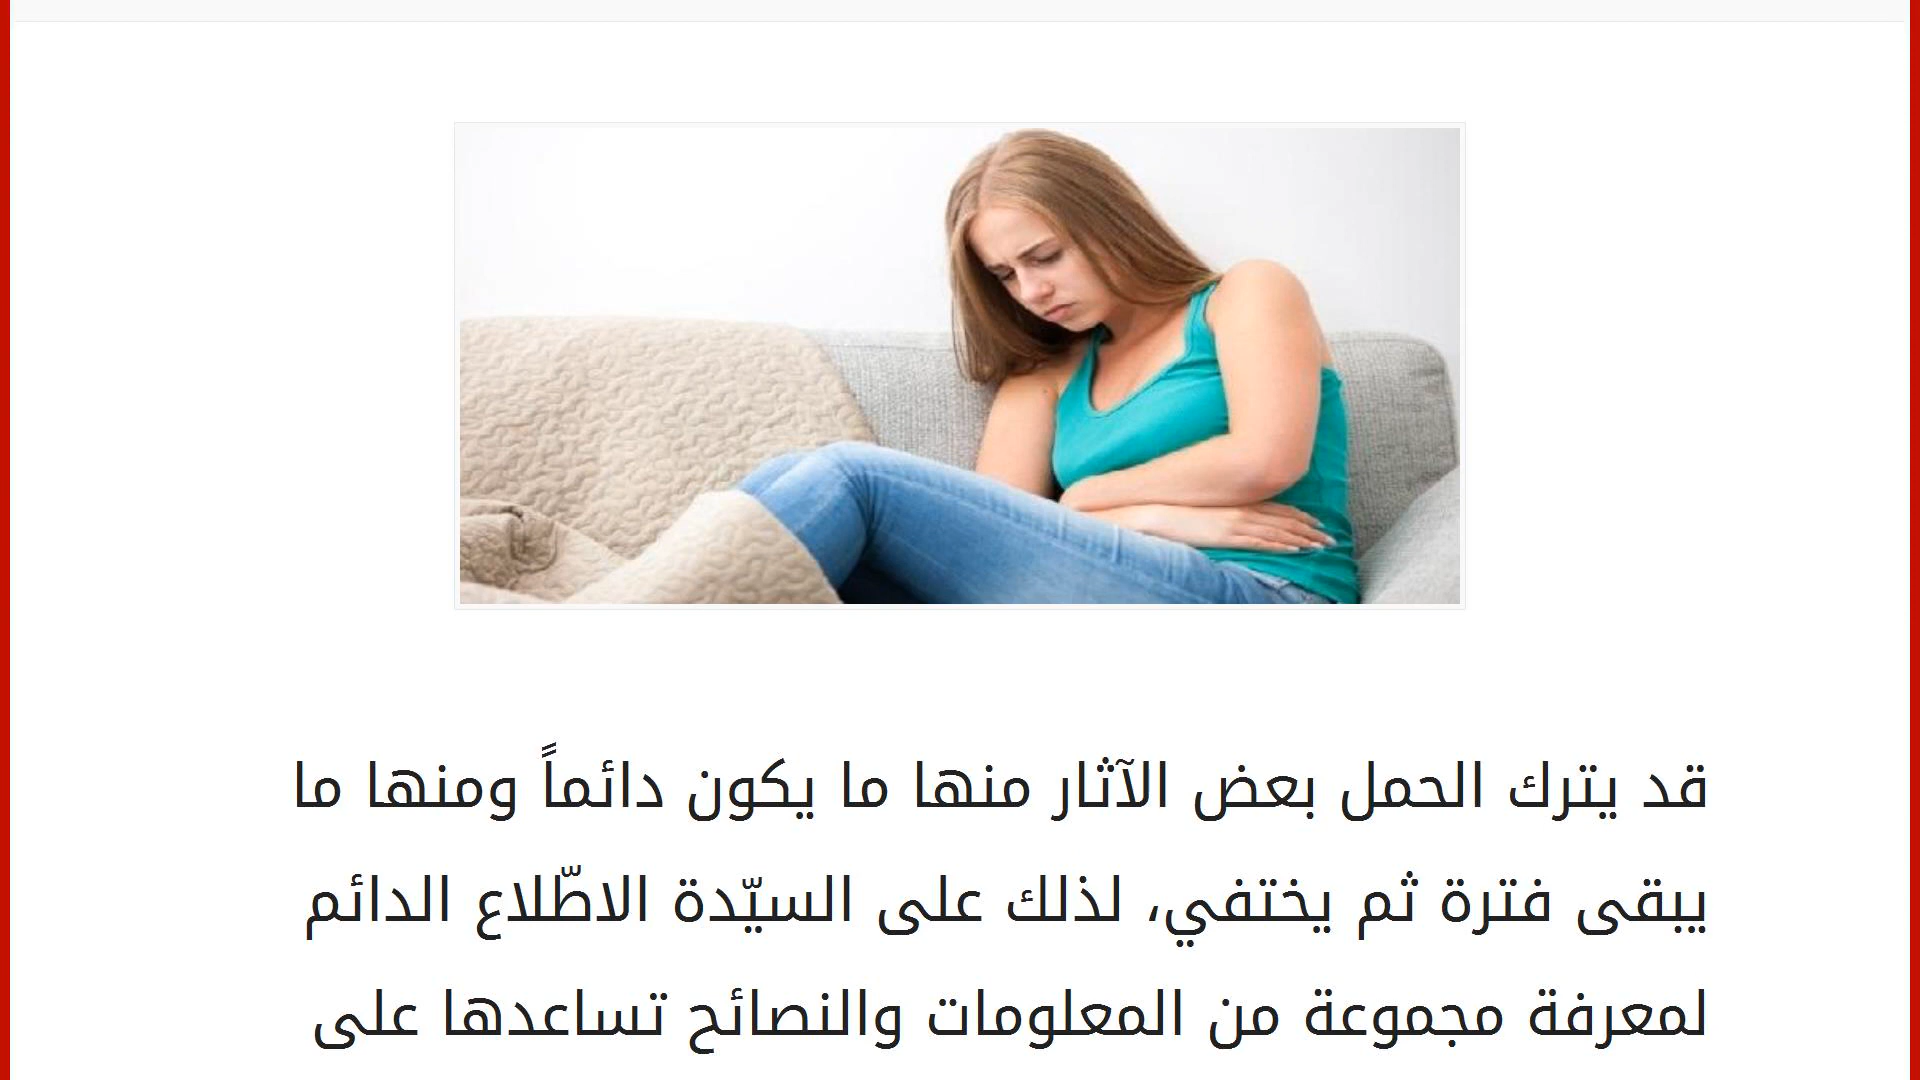 قد يترك الحمل بعض الآثار منها ما يكون دائماً ومنها ما
يبقى فترة ثم يختفي، لذلك على السيّدة الاطّلاع الدائم
لمعرفة مجموعة من المعلومات والنصائح تساعدها على